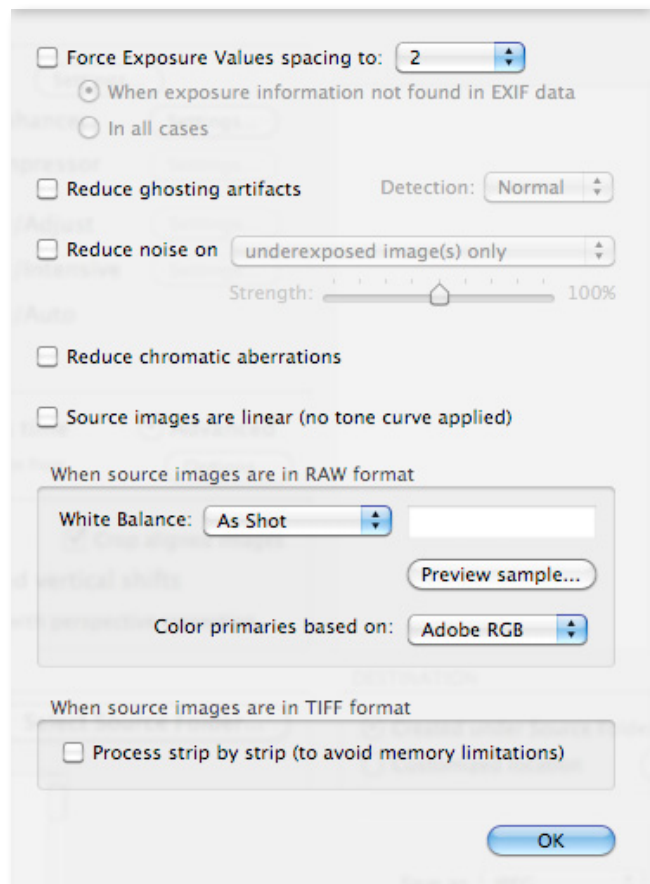 Force Exposure Values spacing to: 2
When exposure information not found in EXIF data
In all cases
Reduce ghosting artifacts Detection: Normal
Reduce noise on underexposed image(s) only
Strength: 100%
Reduce chromatic aberrations
Source images are linear (no tone curve applied)
When source images are in RAW format
White Balance: As Shot
Preview sample...
Color primaries based on: Adobe RGB
When source images are in TIFF format
Process strip by strip (to avoid memory limitations)
OK